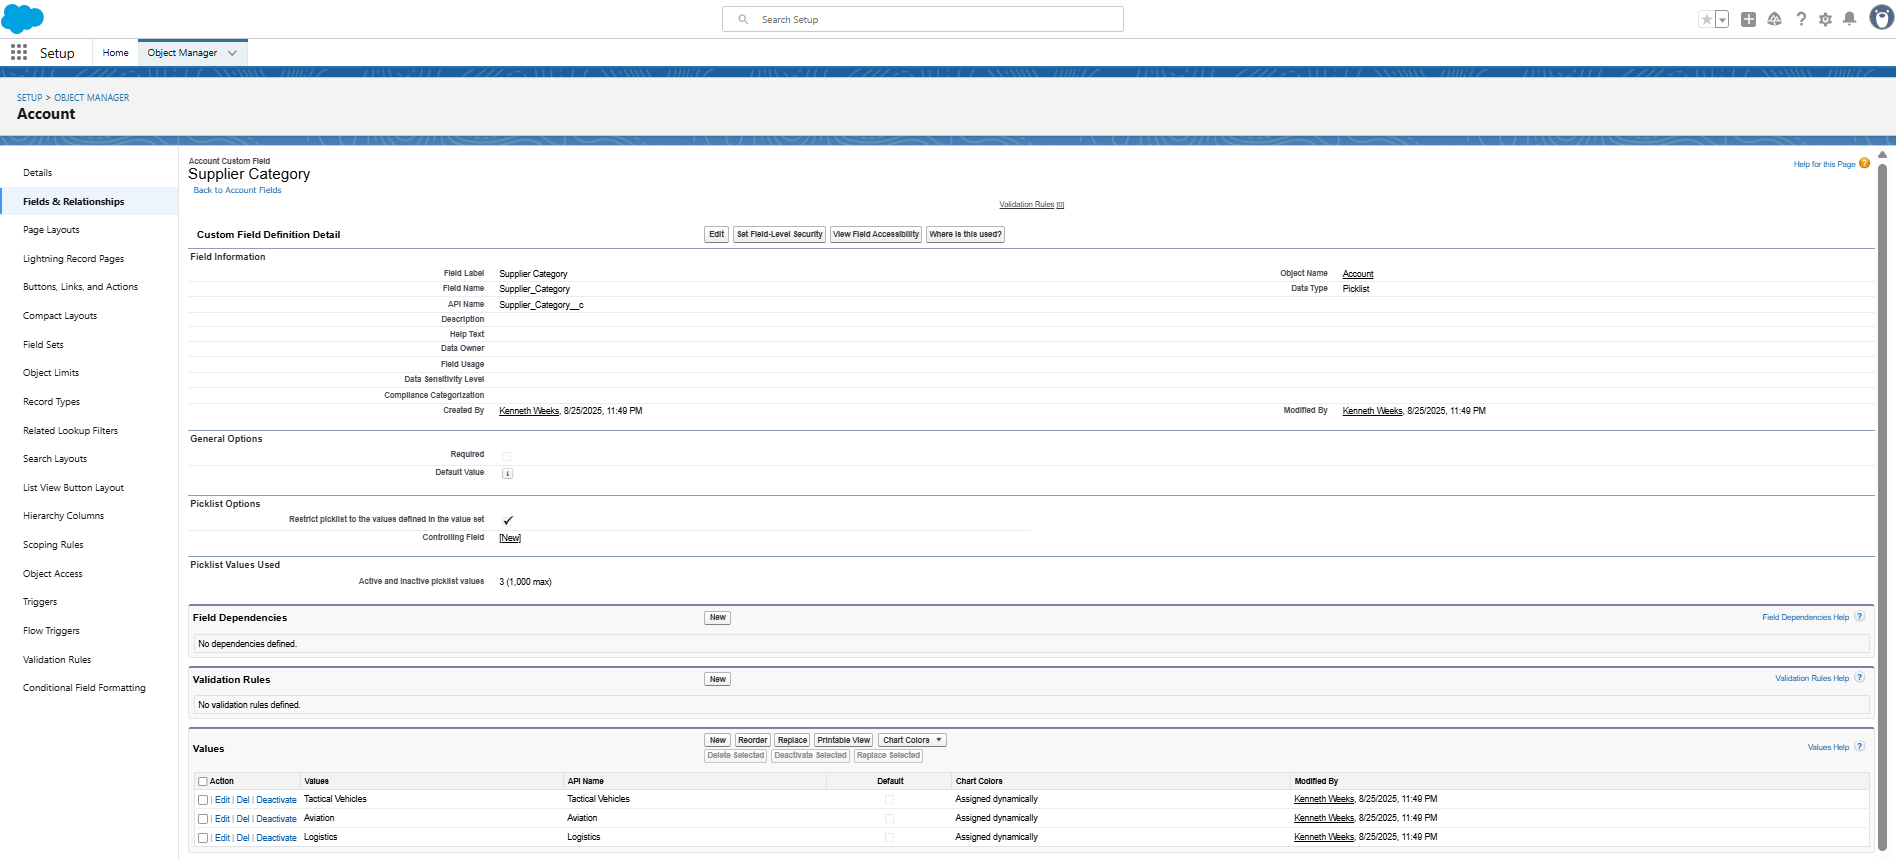 Search Setup
Setup
Home
Object Manager
SETUP > OBJECT MANAGER
Account
Details
Fields & Relationships
Page Layouts
Lightning Record Pages
Buttons, Links, and Actions
Compact Layouts
Field Sets
Object Limits
Record Types
Related Lookup Filters
Search Layouts
List View Button Layout
Hierarchy Columns
Scoping Rules
Object Access
Triggers
Flow Triggers
Validation Rules
Conditional Field Formatting
Account Custom Field
Supplier Category
Back to Account Fields
Help for this Page ?
Validation Rules [0]
Custom Field Definition Detail Edit Set Field-Level Security View Field Accessibility Where is this used?
Field Information
Field Label Supplier Category Object Name Account
Field Name Supplier_Category Data Type Picklist
API Name Supplier_Category__c
Description
Help Text
Data Owner
Field Usage
Data Sensitivity Level
Compliance Categorization
Created By Kenneth Weeks, 8/25/2025, 11:49 PM Modified By Kenneth Weeks, 8/25/2025, 11:49 PM
General Options
Required
Default Value i
Picklist Options
Restrict picklist to the values defined in the value set ✓
Controlling Field [New]
Picklist Values Used
Active and inactive picklist values 3 (1,000 max)
Field Dependencies New Field Dependencies Help ?
No dependencies defined.
Validation Rules New Validation Rules Help ?
No validation rules defined.
Values New Reorder Replace Printable View Chart Colors Values Help ?
Delete Selected Deactivate Selected Replace Selected
Action Values API Name Default Chart Colors Modified By
| Edit | Del | Deactivate Tactical Vehicles Tactical Vehicles Assigned dynamically Kenneth Weeks, 8/25/2025, 11:49 PM
| Edit | Del | Deactivate Aviation Aviation Assigned dynamically Kenneth Weeks, 8/25/2025, 11:49 PM
| Edit | Del | Deactivate Logistics Logistics Assigned dynamically Kenneth Weeks, 8/25/2025, 11:49 PM